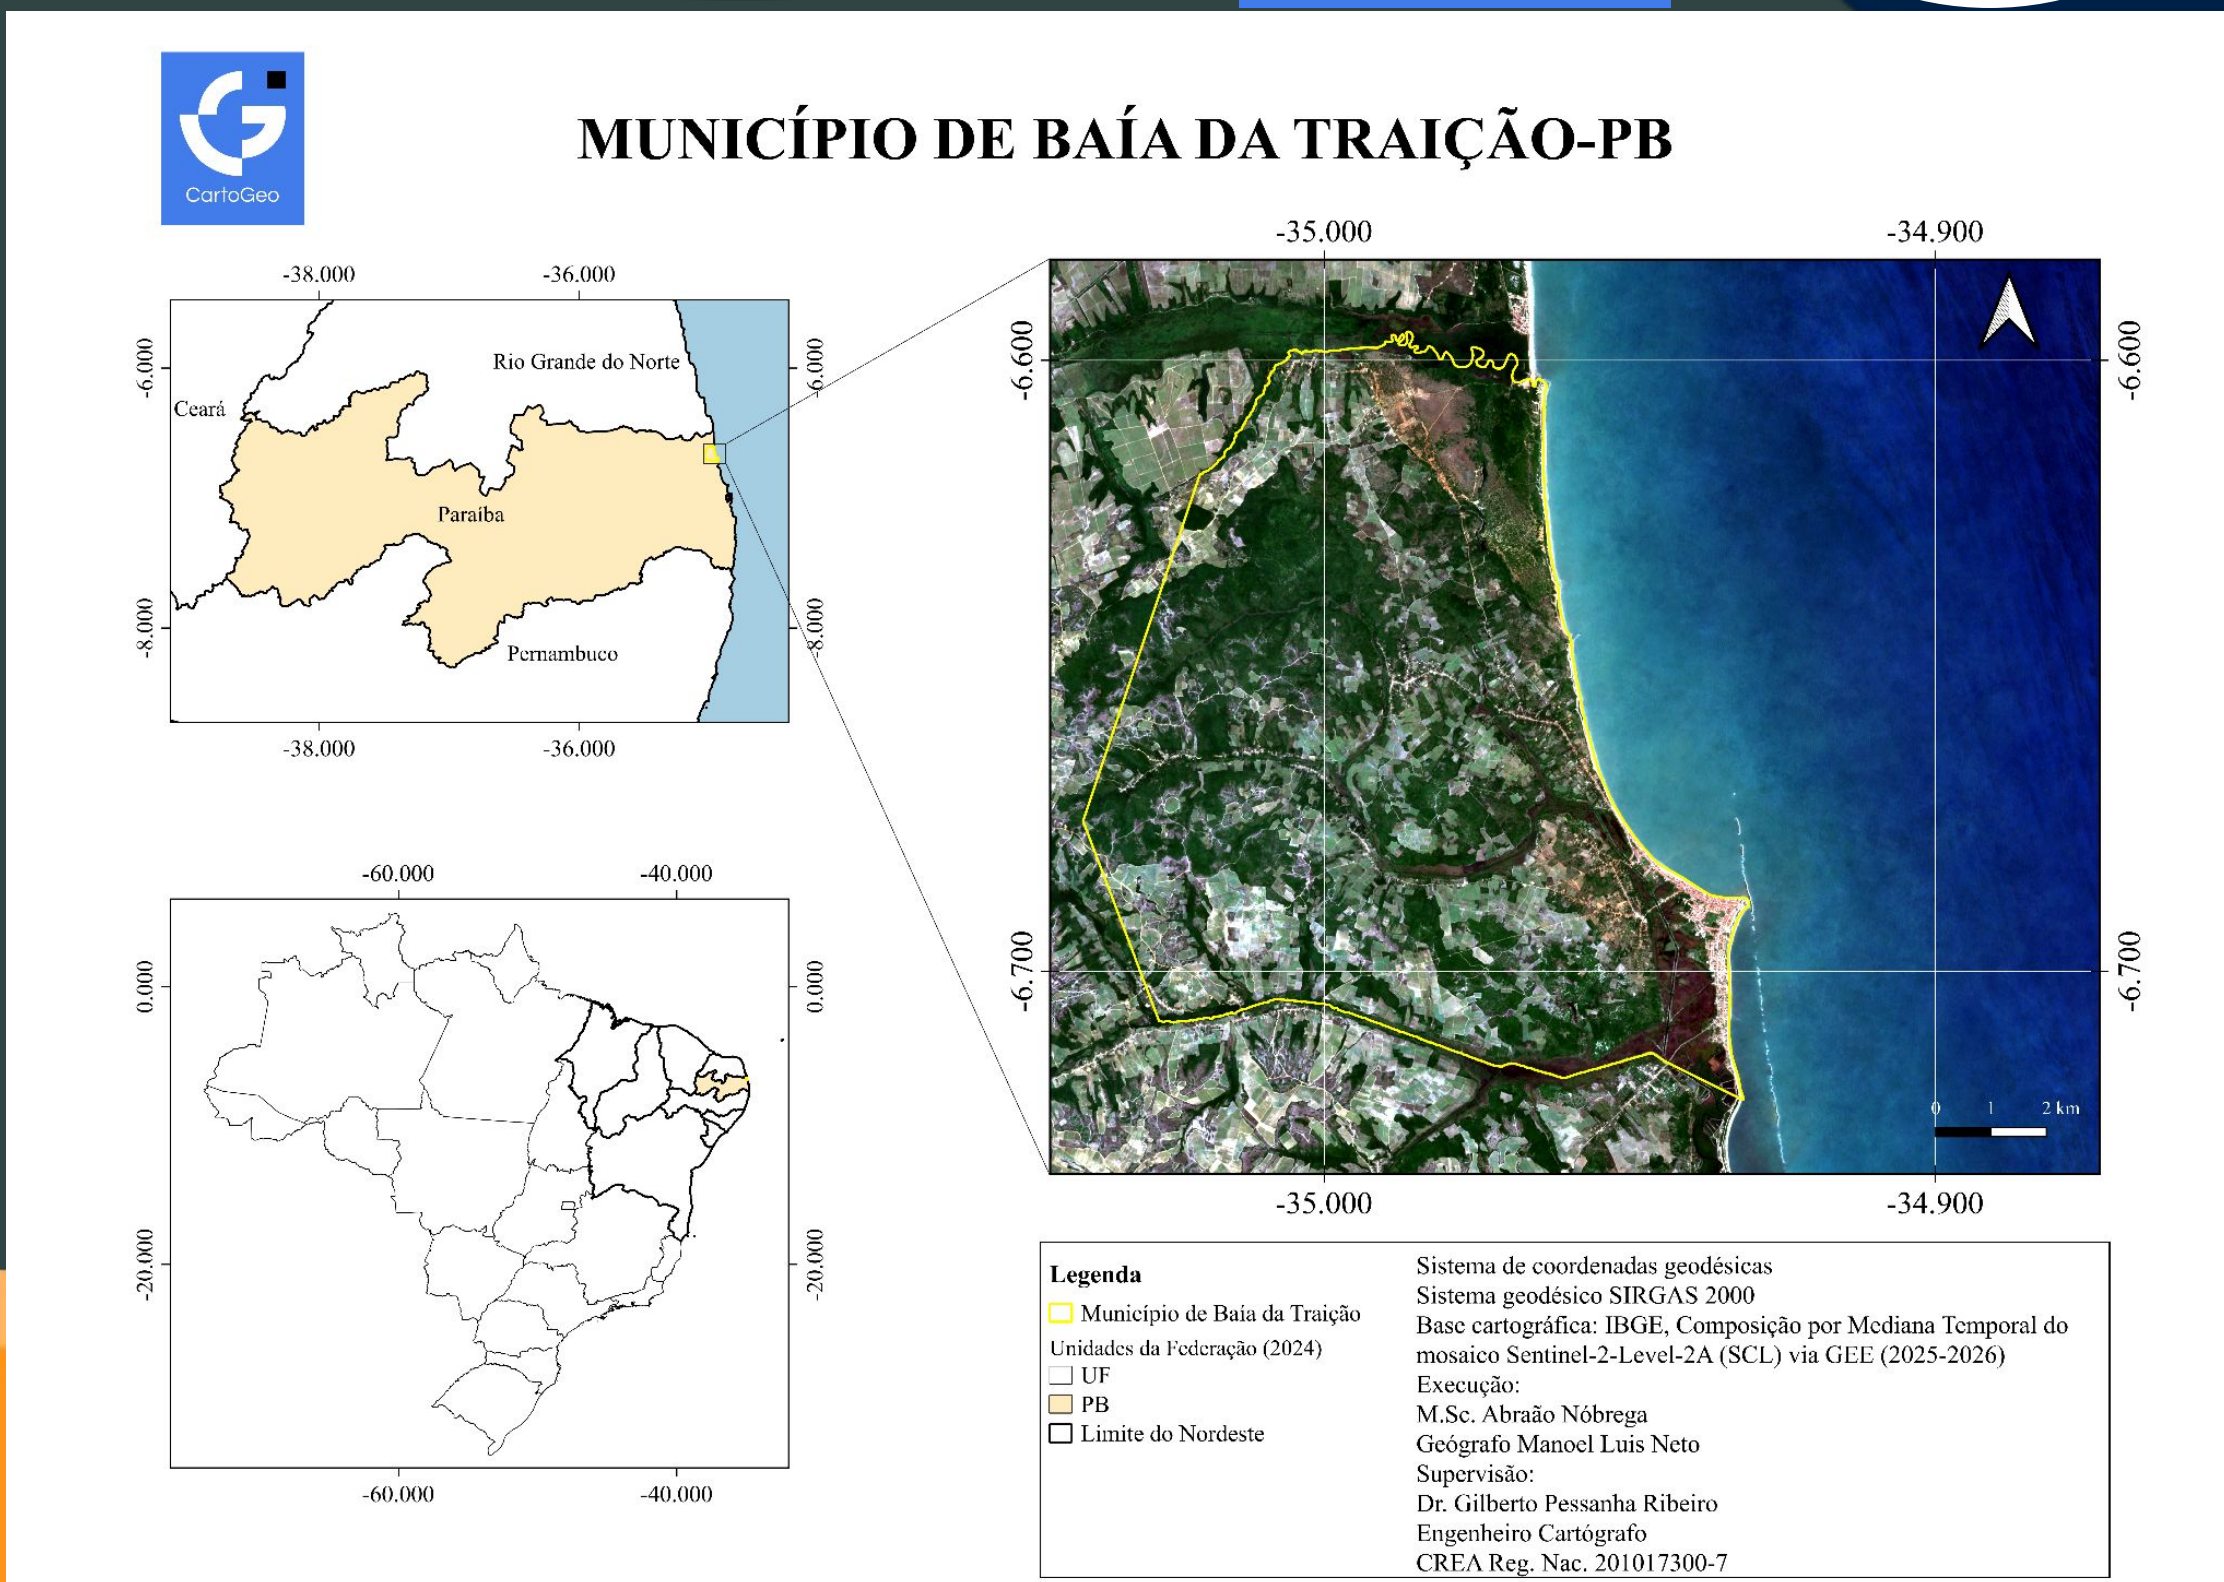 CartoGeo
MUNICÍPIO DE BAÍA DA TRAIÇÃO-PB
-38.000
-36.000
-6.000
-6.000
-8.000
-8.000
Rio Grande do Norte
Ceará
Paraíba
Pernambuco
-38.000
-36.000
-35.000
-34.900
-6.600
-6.600
-6.700
-6.700
0 1 2 km
-35.000
-34.900
-60.000
-40.000
0.000
0.000
-20.000
-20.000
-60.000
-40.000
Legenda
Município de Baía da Traição
Unidades da Federação (2024)
UF
PB
Limite do Nordeste
Sistema de coordenadas geodésicas
Sistema geodésico SIRGAS 2000
Base cartográfica: IBGE, Composição por Mediana Temporal do
mosaico Sentinel-2-Level-2A (SCL) via GEE (2025-2026)
Execução:
M.Sc. Abraão Nóbrega
Geógrafo Manoel Luis Neto
Supervisão:
Dr. Gilberto Pessanha Ribeiro
Engenheiro Cartógrafo
CREA Reg. Nac. 201017300-7